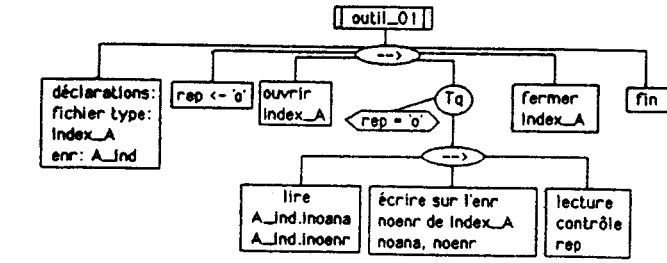 outil_01
-->
déclarations:
fichier type:
Index_A
enr: A_ind
rep <- 'o'
ouvrir
Index_A
Tq
rep = 'o'
fermer
Index_A
fin
-->
lire
A_ind.inoana
A_ind.inoenr
écrire sur l'enr
noenr de Index_A
noana, noenr
lecture
contrôle
rep